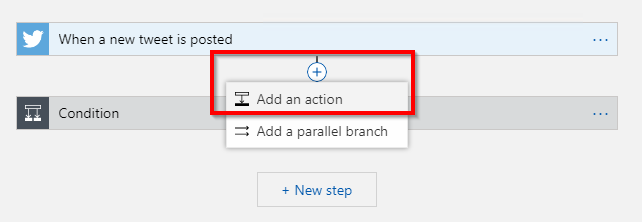 When a new tweet is posted
Add an action
Condition
Add a parallel branch
+ New step